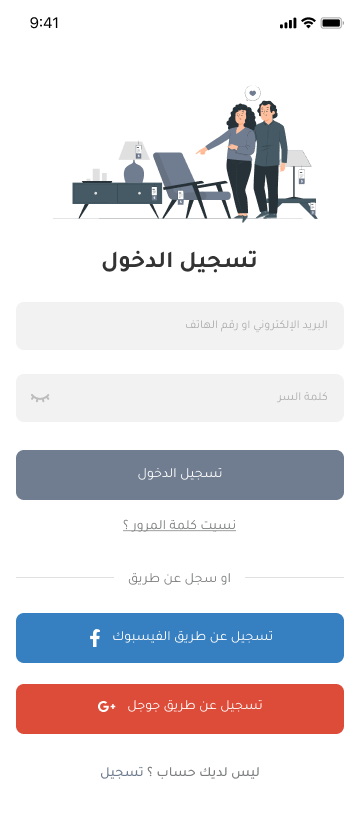 9:41
تسجيل الدخول
البريد الإلكتروني او رقم الهاتف
كلمة السر
تسجيل الدخول
نسيت كلمة المرور ؟
او سجل عن طريق
تسجيل عن طريق الفيسبوك
تسجيل عن طريق جوجل
ليس لديك حساب ؟ تسجيل